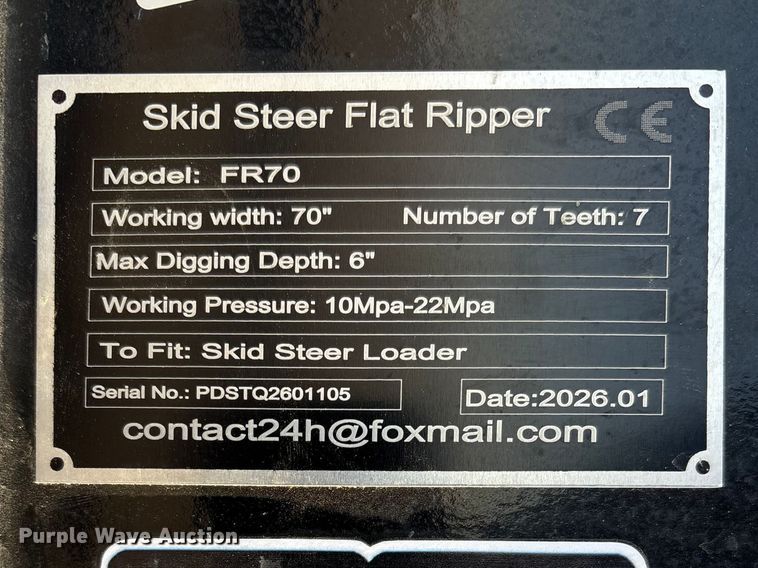 Skid Steer Flat Ripper CE
Model: FR70
Working width: 70" Number of Teeth: 7
Max Digging Depth: 6"
Working Pressure: 10Mpa-22Mpa
To Fit: Skid Steer Loader
Serial No.: PDSTQ2601105 Date:2026.01
contact24h@foxmail.com
Purple Wave Auction